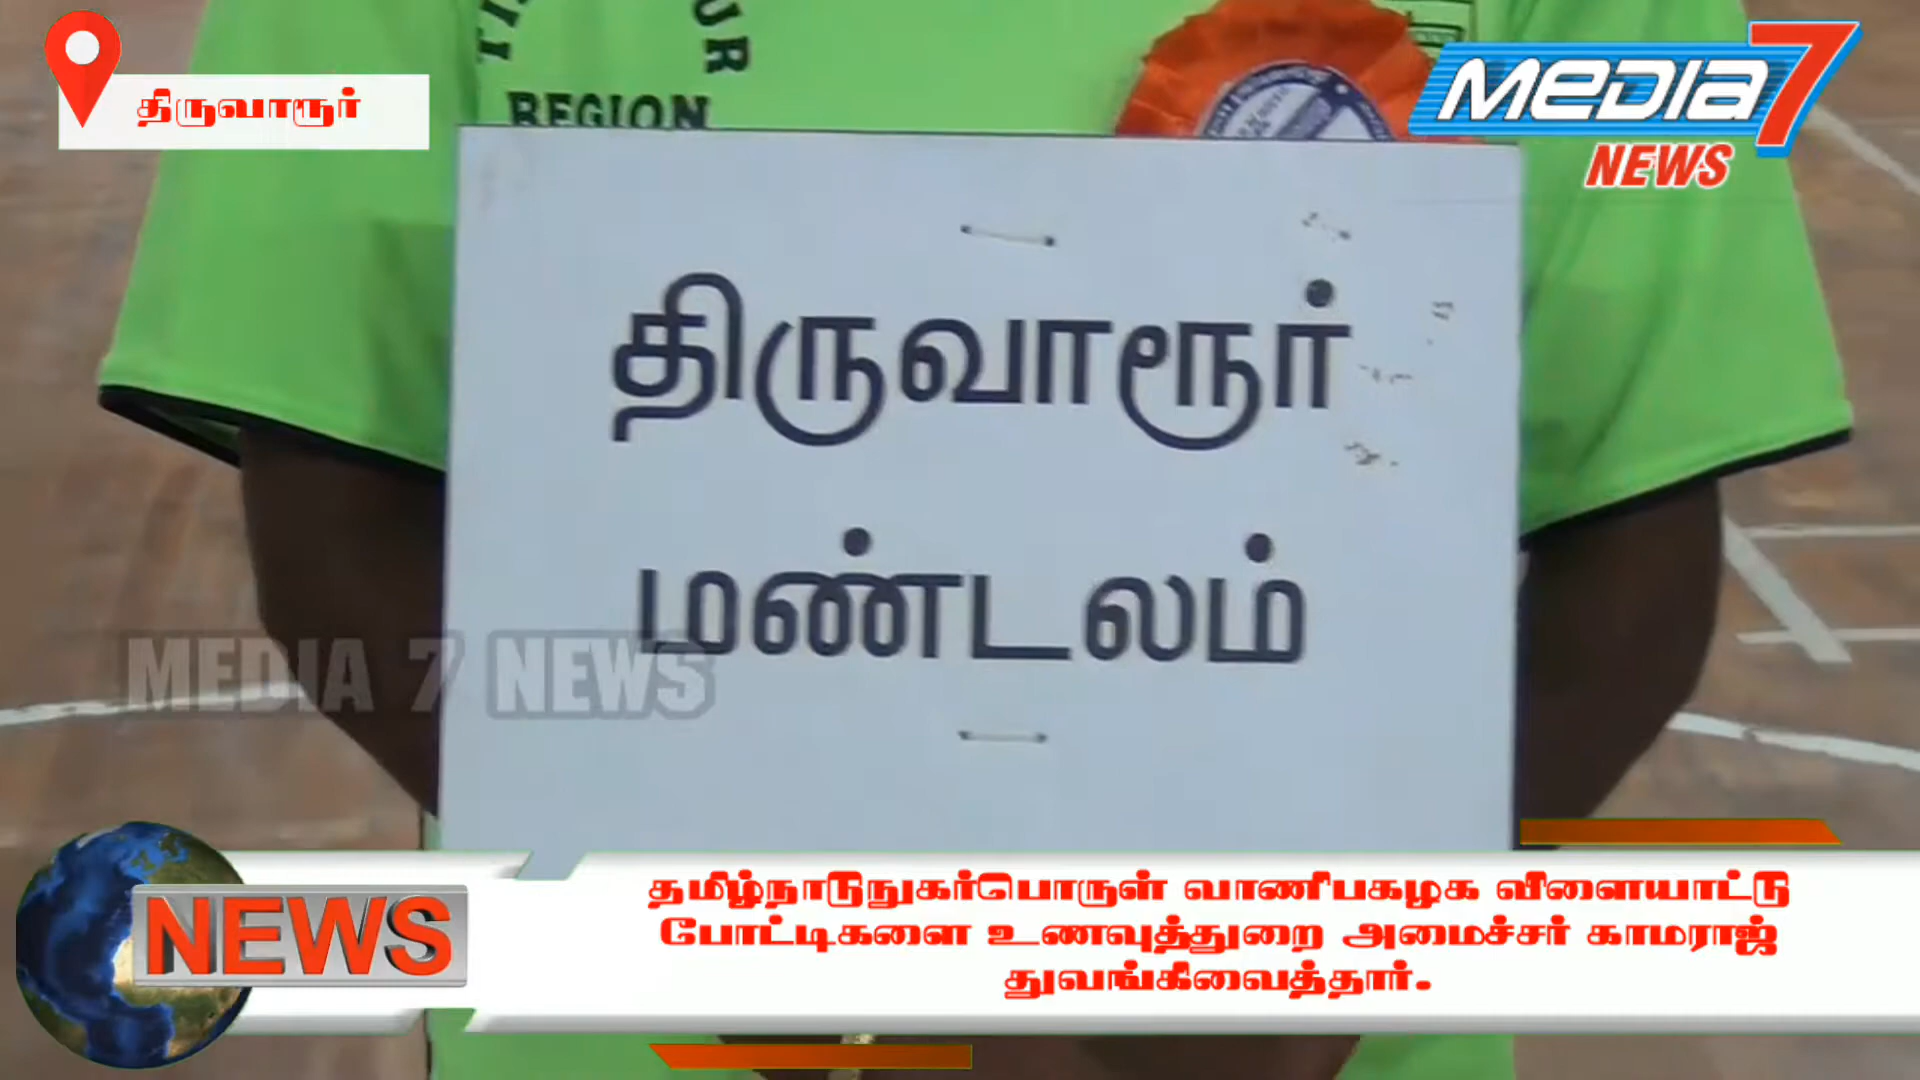 திருவாரூர்
MEDIA 7
NEWS
REGION
திருவாரூர்
மண்டலம்
MEDIA 7 NEWS
NEWS
தமிழ்நாடுநுகர்பொருள் வாணிபகழக விளையாட்டு
போட்டிகளை உணவுத்துறை அமைச்சர் காமராஜ்
துவங்கிவைத்தார்.